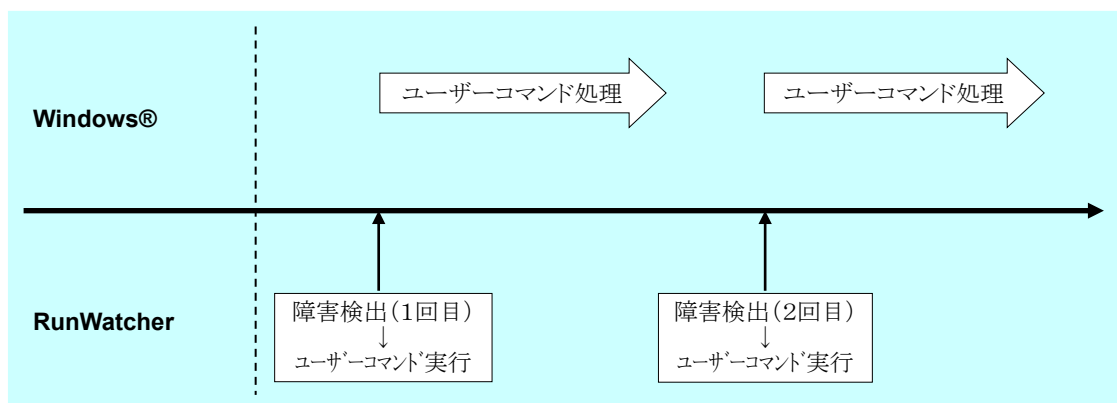 ユーザーコマンド処理
ユーザーコマンド処理
Windows®
RunWatcher
障害検出(1回目)
↓
ユーザーコマンド実行
障害検出(2回目)
↓
ユーザーコマンド実行